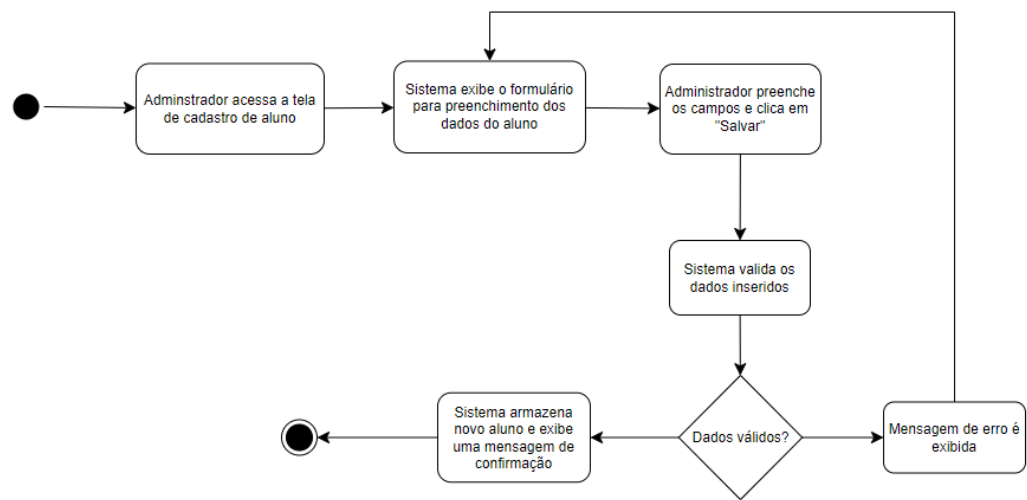 Adminstrador acessa a tela
de cadastro de aluno
Sistema exibe o formulário
para preenchimento dos
dados do aluno
Administrador preenche
os campos e clica em
"Salvar"
Sistema valida os
dados inseridos
Dados válidos?
Sistema armazena
novo aluno e exibe
uma mensagem de
confirmação
Mensagem de erro é
exibida